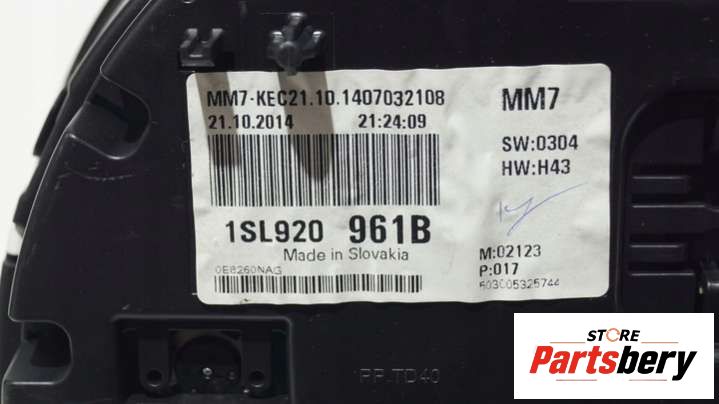 MM7-KEC21.10.1407032108
21.10.2014 21:24:09
MM7
SW:0304
HW:H43
1SL920 961B
Made in Slovakia
0E8260NAG
M:02123
P:017
503005325744
PP-TD40
STORE
Partsbery